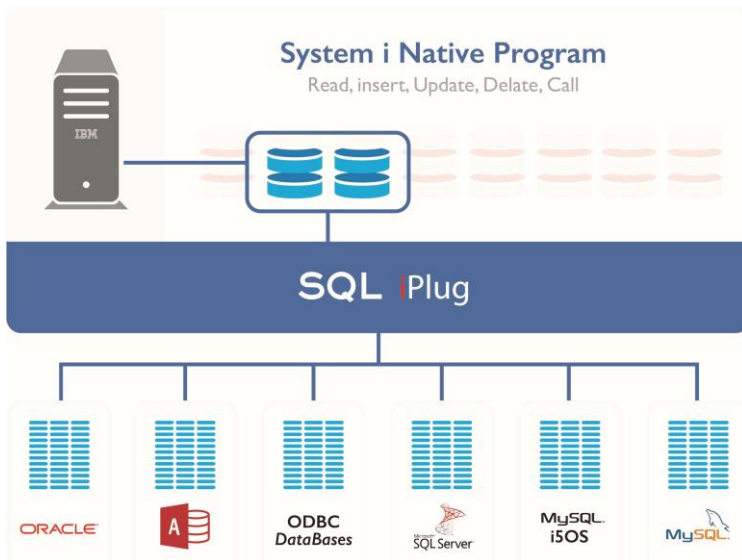 System i Native Program
Read, insert, Update, Delate, Call
IBM
SQL iPlug
ORACLE
A
ODBC
DataBases
Microsoft
SQL Server
MySQL
i5OS
MySQL